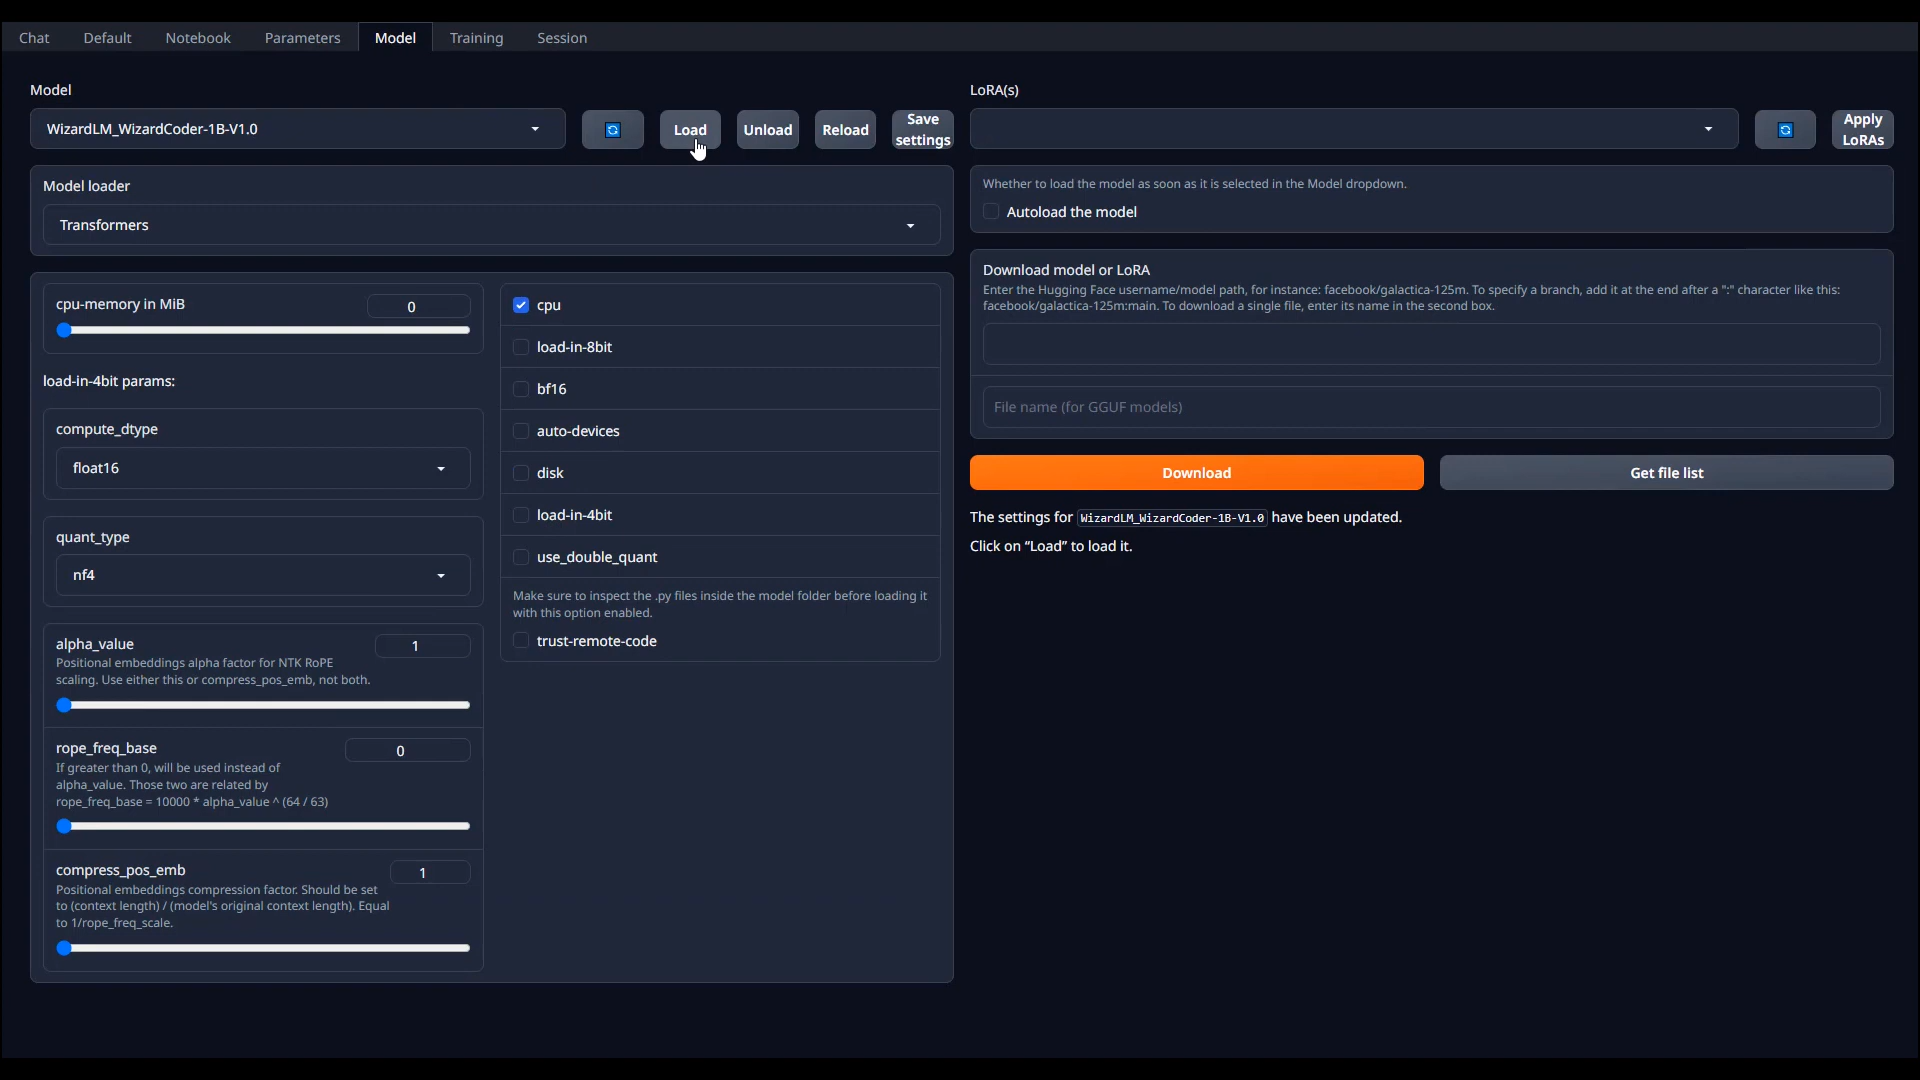 Chat Default Notebook Parameters Model Training Session
Model
WizardLM_WizardCoder-1B-V1.0
Load
Unload
Reload
Save
settings
Model loader
Transformers
cpu-memory in MiB
0
load-in-4bit params:
compute_dtype
float16
quant_type
nf4
alpha_value
1
Positional embeddings alpha factor for NTK RoPE
scaling. Use either this or compress_pos_emb, not both.
rope_freq_base
0
If greater than 0, will be used instead of
alpha_value. Those two are related by
rope_freq_base = 10000 * alpha_value ^ (64 / 63)
compress_pos_emb
1
Positional embeddings compression factor. Should be set
to (context length) / (model's original context length). Equal
to 1/rope_freq_scale.
cpu
load-in-8bit
bf16
auto-devices
disk
load-in-4bit
use_double_quant
Make sure to inspect the .py files inside the model folder before loading it
with this option enabled.
trust-remote-code
LoRA(s)
Apply
LoRAs
Whether to load the model as soon as it is selected in the Model dropdown.
Autoload the model
Download model or LoRA
Enter the Hugging Face username/model path, for instance: facebook/galactica-125m. To specify a branch, add it at the end after a ":" character like this:
facebook/galactica-125m:main. To download a single file, enter its name in the second box.
File name (for GGUF models)
Download
Get file list
The settings for WizardLM_WizardCoder-1B-V1.0 have been updated.
Click on “Load” to load it.